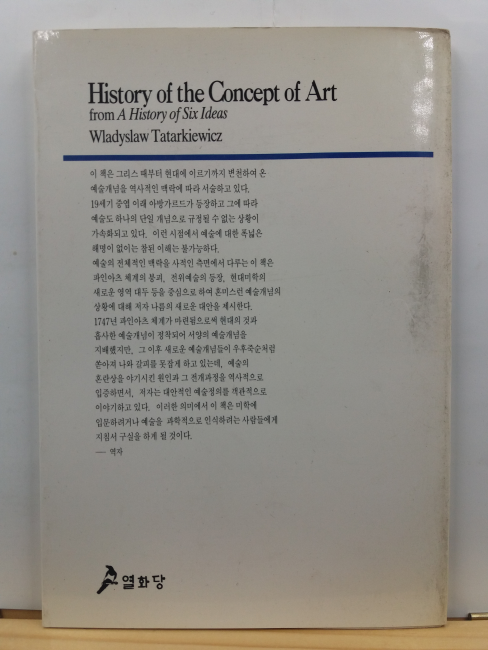 History of the Concept of Art
from A History of Six Ideas
Wladyslaw Tatarkiewicz
이 책은 그리스 때부터 현대에 이르기까지 변천하여 온
예술개념을 역사적인 맥락에 따라 서술하고 있다.
19세기 중엽 이래 아방가르드가 등장하고 그에 따라
예술도 하나의 단일 개념으로 규정될 수 없는 상황이
가속화되고 있다. 이런 시점에서 예술에 대한 폭넓은
해명이 없이는 참된 이해는 불가능하다.
예술의 전체적인 맥락을 사적인 측면에서 다루는 이 책은
파인아츠 체계의 붕괴, 전위예술의 등장, 현대미학의
새로운 영역 대두 등을 중심으로 하여 혼미스런 예술개념의
상황에 대해 저자 나름의 새로운 대안을 제시한다.
1747년 파인아츠 체계가 마련됨으로써 현대의 것과
흡사한 예술개념이 정착되어 서양의 예술개념을
지배했지만, 그 이후 새로운 예술개념들이 우후죽순처럼
쏟아져 나와 갈피를 못잡게 하고 있는데, 예술의
혼란상을 야기시킨 원인과 그 전개과정을 역사적으로
입증하면서, 저자는 대안적인 예술정의를 객관적으로
이야기하고 있다. 이러한 의미에서 이 책은 미학에
입문하려거나 예술을 과학적으로 인식하려는 사람들에게
지침서 구실을 하게 될 것이다.
— 역자
열화당